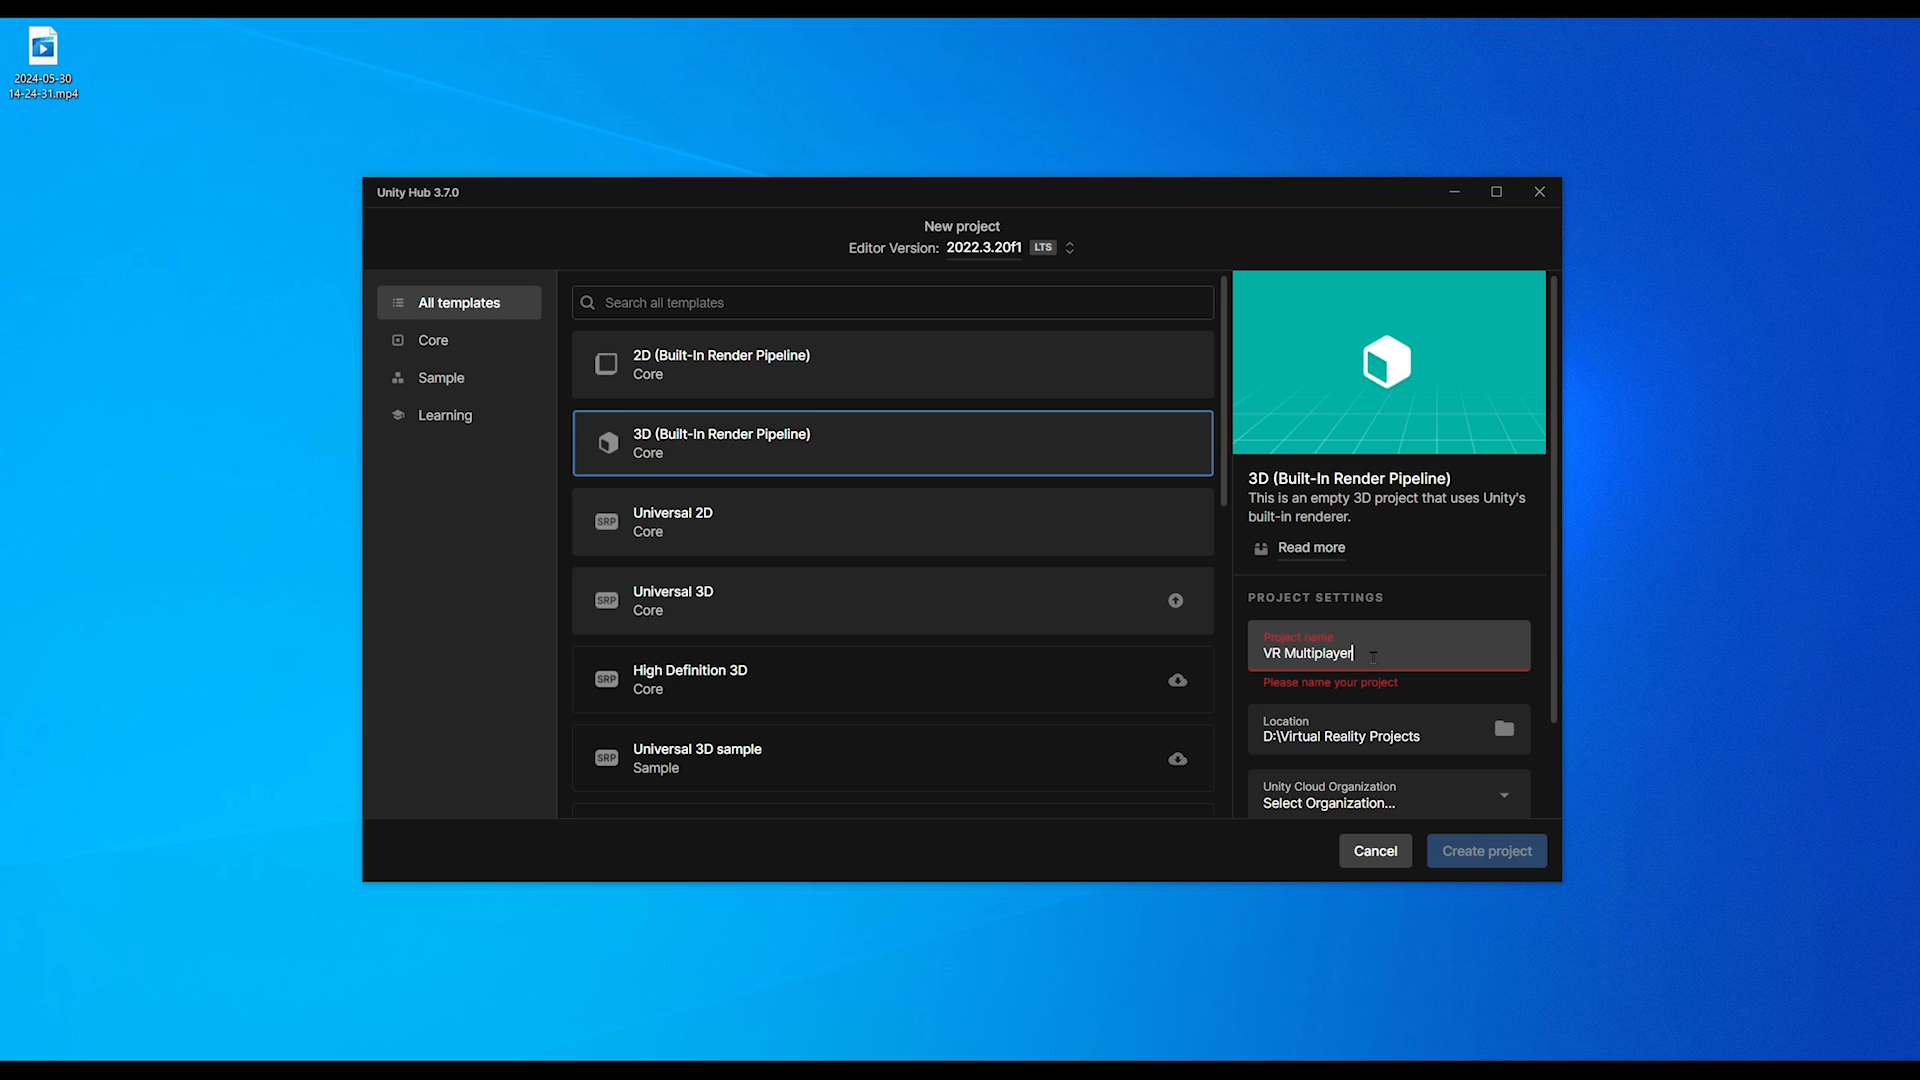 2024-05-30
14-24-31.mp4
Unity Hub 3.7.0
New project
Editor Version: 2022.3.20f1 LTS
All templates
Core
Sample
Learning
Search all templates
2D (Built-In Render Pipeline)
Core
3D (Built-In Render Pipeline)
Core
SRP
Universal 2D
Core
SRP
Universal 3D
Core
SRP
High Definition 3D
Core
SRP
Universal 3D sample
Sample
3D (Built-In Render Pipeline)
This is an empty 3D project that uses Unity's
built-in renderer.
Read more
PROJECT SETTINGS
Project name
VR Multiplayer
Please name your project
Location
D:\Virtual Reality Projects
Unity Cloud Organization
Select Organization...
Cancel
Create project